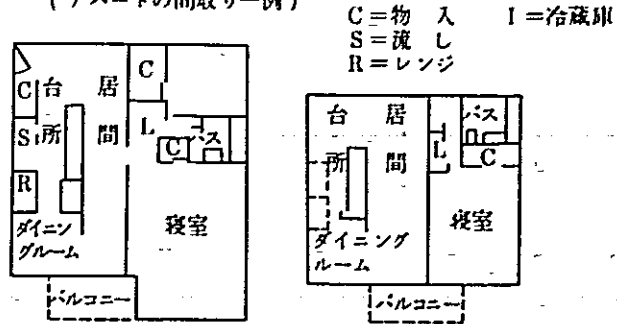 (アパートの間取り一例)
C=物 入 I=冷蔵庫
S=流 し
R=レンジ
C
C 台 居
S 所 間 L バス
C
R
ダイニン
グルーム
寝室
バルコニー
台 居
所 間 L バス
C
ダイニング
ルーム
寝室
バルコニー